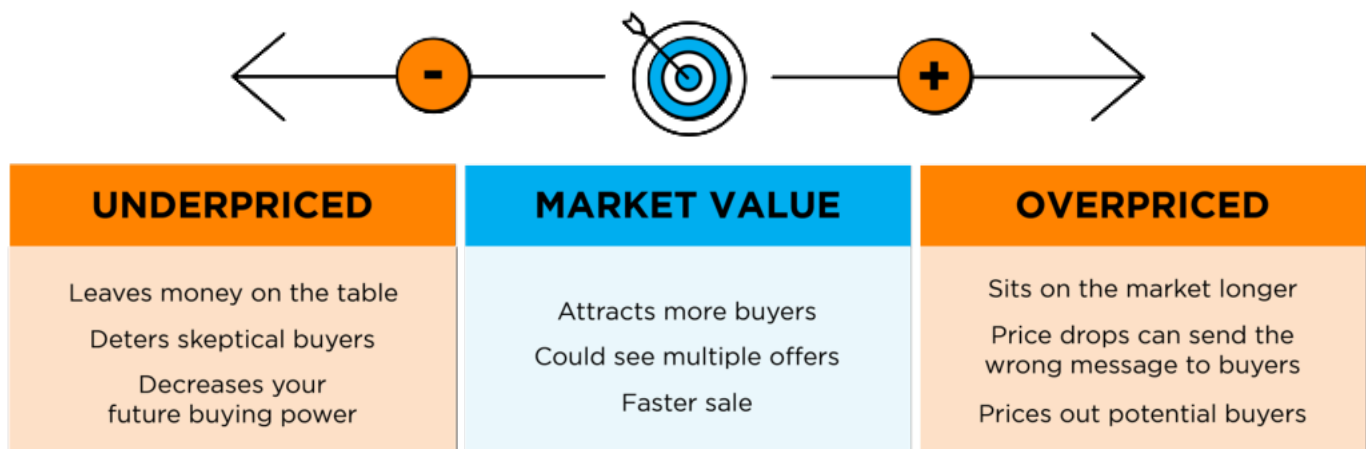 -
+
UNDERPRICED
Leaves money on the table
Deters skeptical buyers
Decreases your
future buying power
MARKET VALUE
Attracts more buyers
Could see multiple offers
Faster sale
OVERPRICED
Sits on the market longer
Price drops can send the
wrong message to buyers
Prices out potential buyers